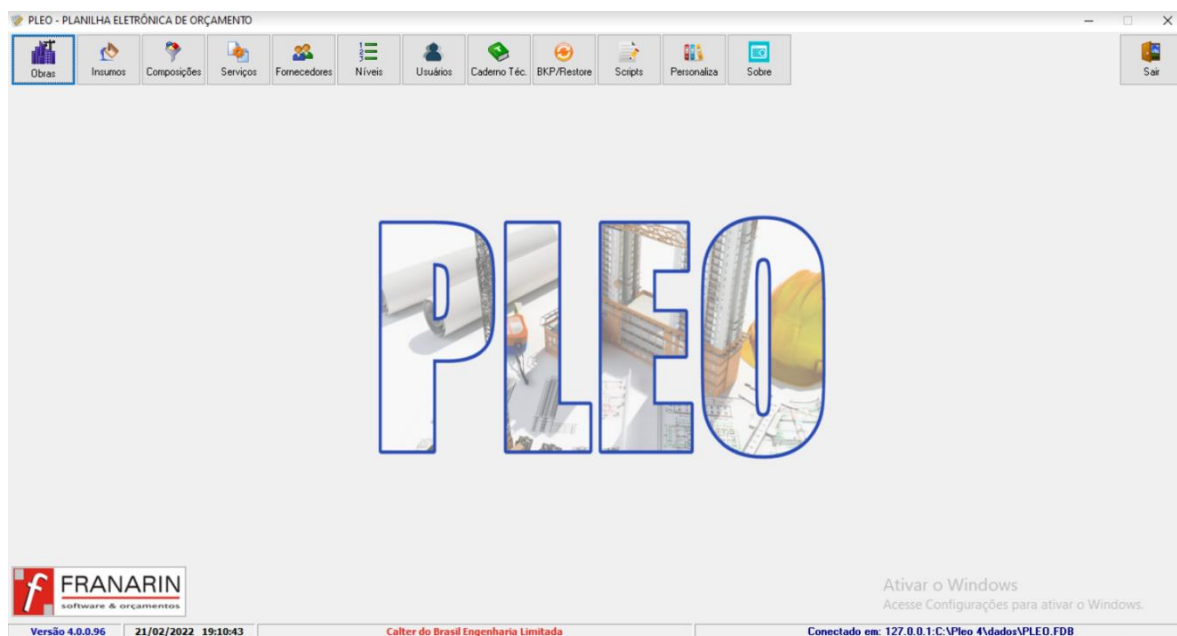 PLEO - PLANILHA ELETRÔNICA DE ORÇAMENTO
Obras Insumos Composições Serviços Fornecedores Níveis Usuários Caderno Téc. BKP/Restore Scripts Personaliza Sobre Sair
PLEO
FRANARIN
software & orçamentos
Ativar o Windows
Acesse Configurações para ativar o Windows.
Versão 4.0.0.96 21/02/2022 19:10:43 Calter do Brasil Engenharia Limitada Conectado em: 127.0.0.1:C:\Pleo 4\dados\PLEO.FDB